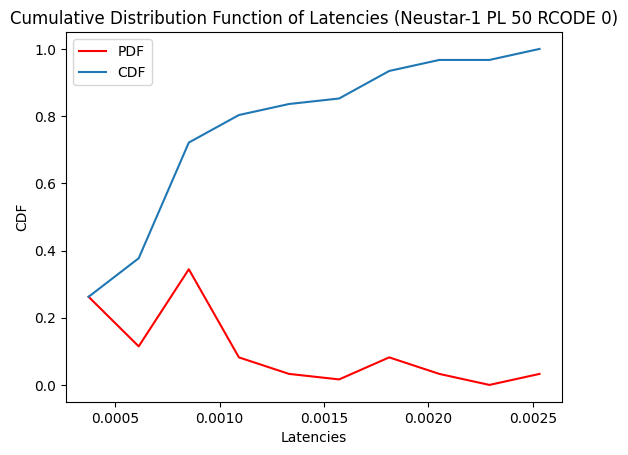 Cumulative Distribution Function of Latencies (Neustar-1 PL 50 RCODE 0)
PDF
CDF
1.0
0.8
0.6
0.4
0.2
0.0
CDF
0.0005
0.0010
0.0015
0.0020
0.0025
Latencies